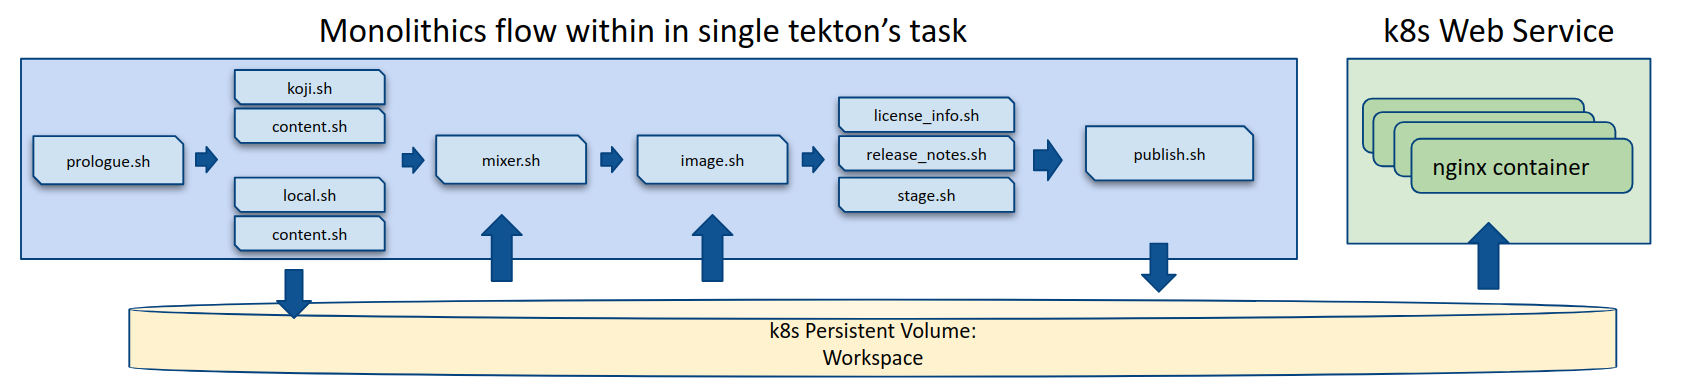 Monolithics flow within in single tekton’s task
k8s Web Service
prologue.sh
koji.sh
content.sh
local.sh
content.sh
mixer.sh
image.sh
license_info.sh
release_notes.sh
stage.sh
publish.sh
nginx container
k8s Persistent Volume:
Workspace